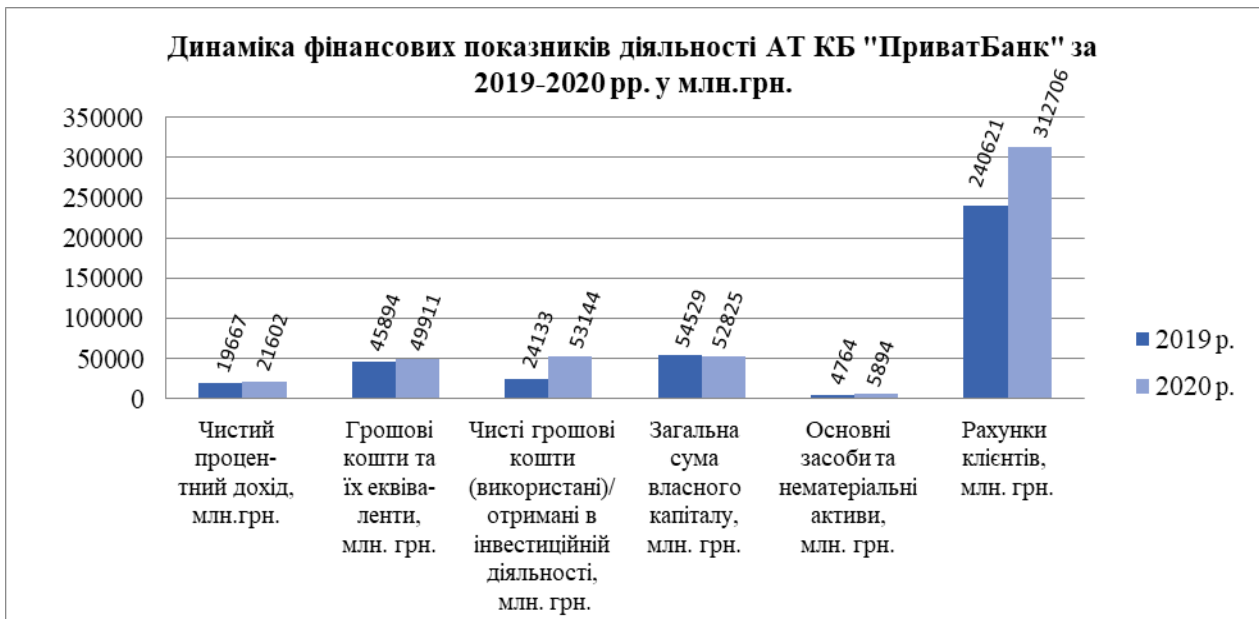 Динаміка фінансових показників діяльності АТ КБ "ПриватБанк" за
2019-2020 рр. у млн.грн.
350000
300000
250000
200000
150000
100000
50000
0
19667
21602
45894
49911
24133
53144
54529
52825
4764
5894
240621
312706
Чистий
процен-
тний дохід,
млн.грн.
Грошові
кошти та
їх еквіва-
ленти,
млн. грн.
Чисті грошові
кошти
(використані)/
отримані в
інвестиційній
діяльності,
млн. грн.
Загальна
сума
власного
капіталу,
млн. грн.
Основні
засоби та
нематеріальні
активи,
млн. грн.
Рахунки
клієнтів,
млн. грн.
2019 р.
2020 р.